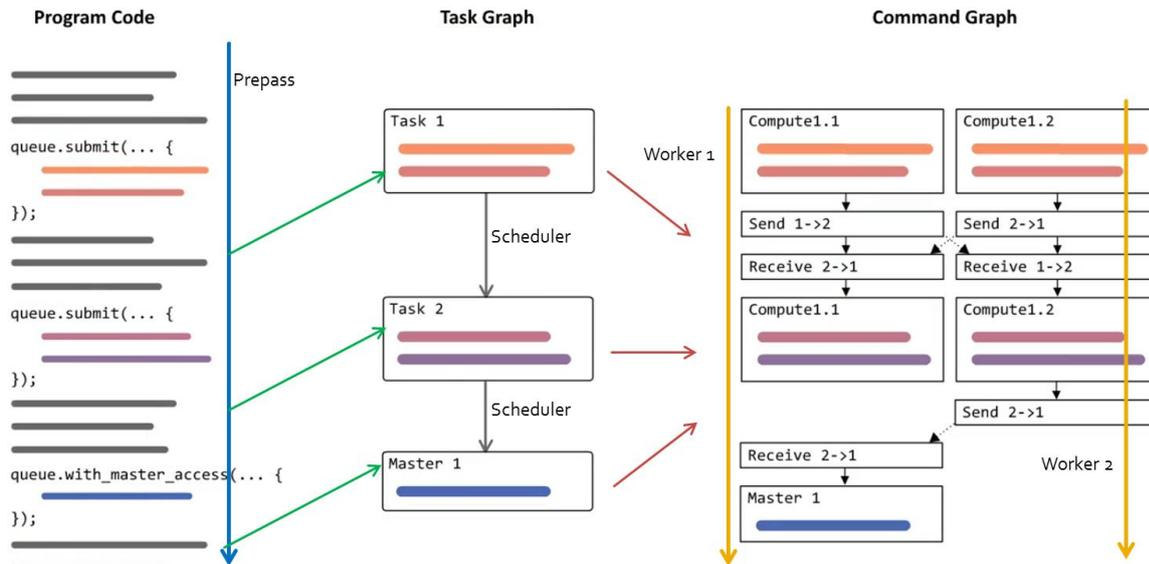 Program Code
Task Graph
Command Graph
Prepass
queue.submit(... {
});
queue.submit(... {
});
queue.with_master_access(... {
});
Task 1
Scheduler
Task 2
Scheduler
Master 1
Worker 1
Compute1.1
Compute1.2
Send 1->2
Send 2->1
Receive 2->1
Receive 1->2
Compute1.1
Compute1.2
Send 2->1
Receive 2->1
Worker 2
Master 1